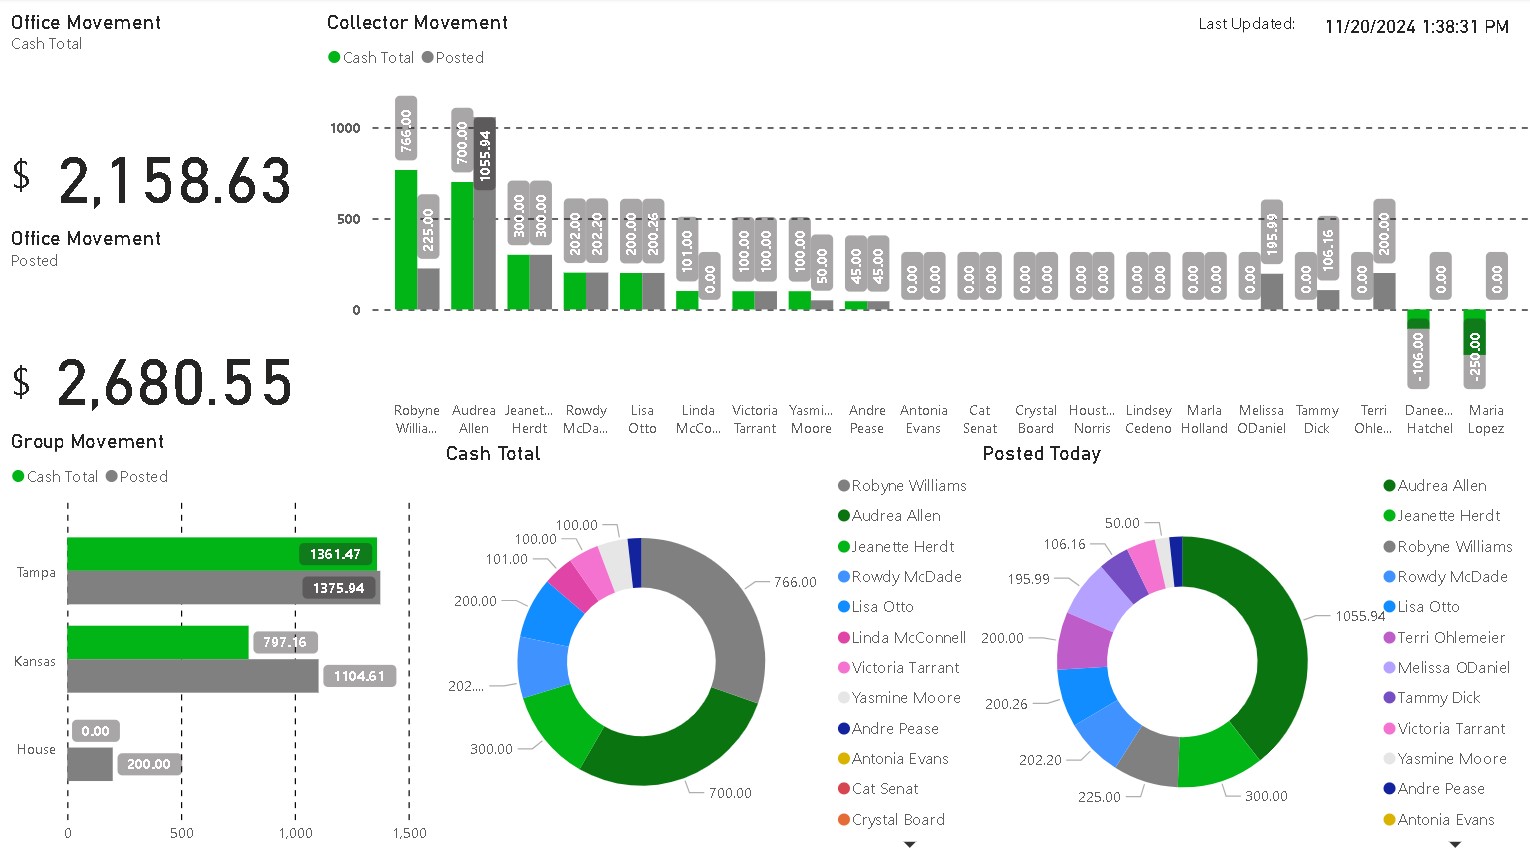 Office Movement
Cash Total
$ 2,158.63
Office Movement
Posted
$ 2,680.55
Collector Movement
Cash Total Posted
Last Updated: 11/20/2024 1:38:31 PM
1000
500
0
766.00
225.00
700.00
1055.94
300.00
300.00
202.00
202.20
200.00
200.26
101.00
0.00
100.00
100.00
100.00
50.00
45.00
45.00
0.00
0.00
0.00
0.00
0.00
0.00
0.00
0.00
0.00
0.00
0.00
0.00
0.00
195.99
0.00
106.16
0.00
200.00
-106.00
0.00
-250.00
0.00
Robyne Willia...
Audrea Allen
Jeanet... Herdt
Rowdy McDa...
Lisa Otto
Linda McCo...
Victoria Tarrant
Yasmi... Moore
Andre Pease
Antonia Evans
Cat Senat
Crystal Board
Houst... Norris
Lindsey Cedeno
Marla Holland
Melissa ODaniel
Tammy Dick
Terri Ohle...
Danee... Hatchel
Maria Lopez
Group Movement
Cash Total Posted
Tampa
1361.47
1375.94
Kansas
797.16
1104.61
House
0.00
200.00
0 500 1,000 1,500
Cash Total
100.00
100.00
101.00
200.00
202....
300.00
700.00
766.00
Robyne Williams
Audrea Allen
Jeanette Herdt
Rowdy McDade
Lisa Otto
Linda McConnell
Victoria Tarrant
Yasmine Moore
Andre Pease
Antonia Evans
Cat Senat
Crystal Board
Posted Today
50.00
106.16
195.99
200.00
200.26
202.20
225.00
300.00
1055.94
Audrea Allen
Jeanette Herdt
Robyne Williams
Rowdy McDade
Lisa Otto
Terri Ohlemeier
Melissa ODaniel
Tammy Dick
Victoria Tarrant
Yasmine Moore
Andre Pease
Antonia Evans